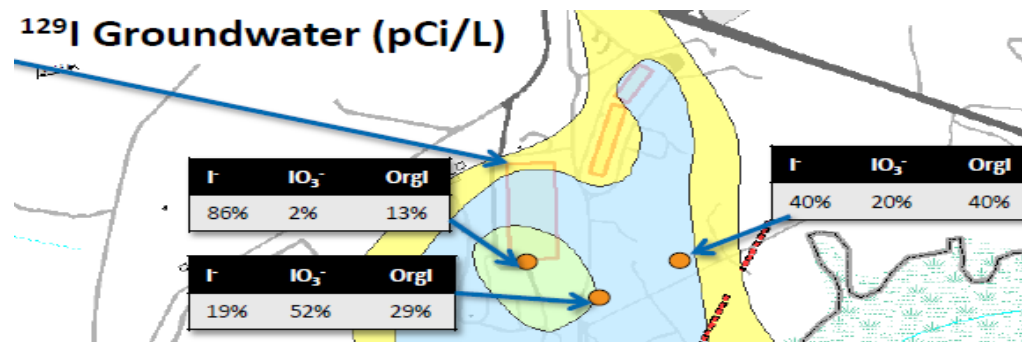 ¹²⁹I Groundwater (pCi/L)
I⁻ IO₃⁻ OrgI
86% 2% 13%
I⁻ IO₃⁻ OrgI
40% 20% 40%
I⁻ IO₃⁻ OrgI
19% 52% 29%